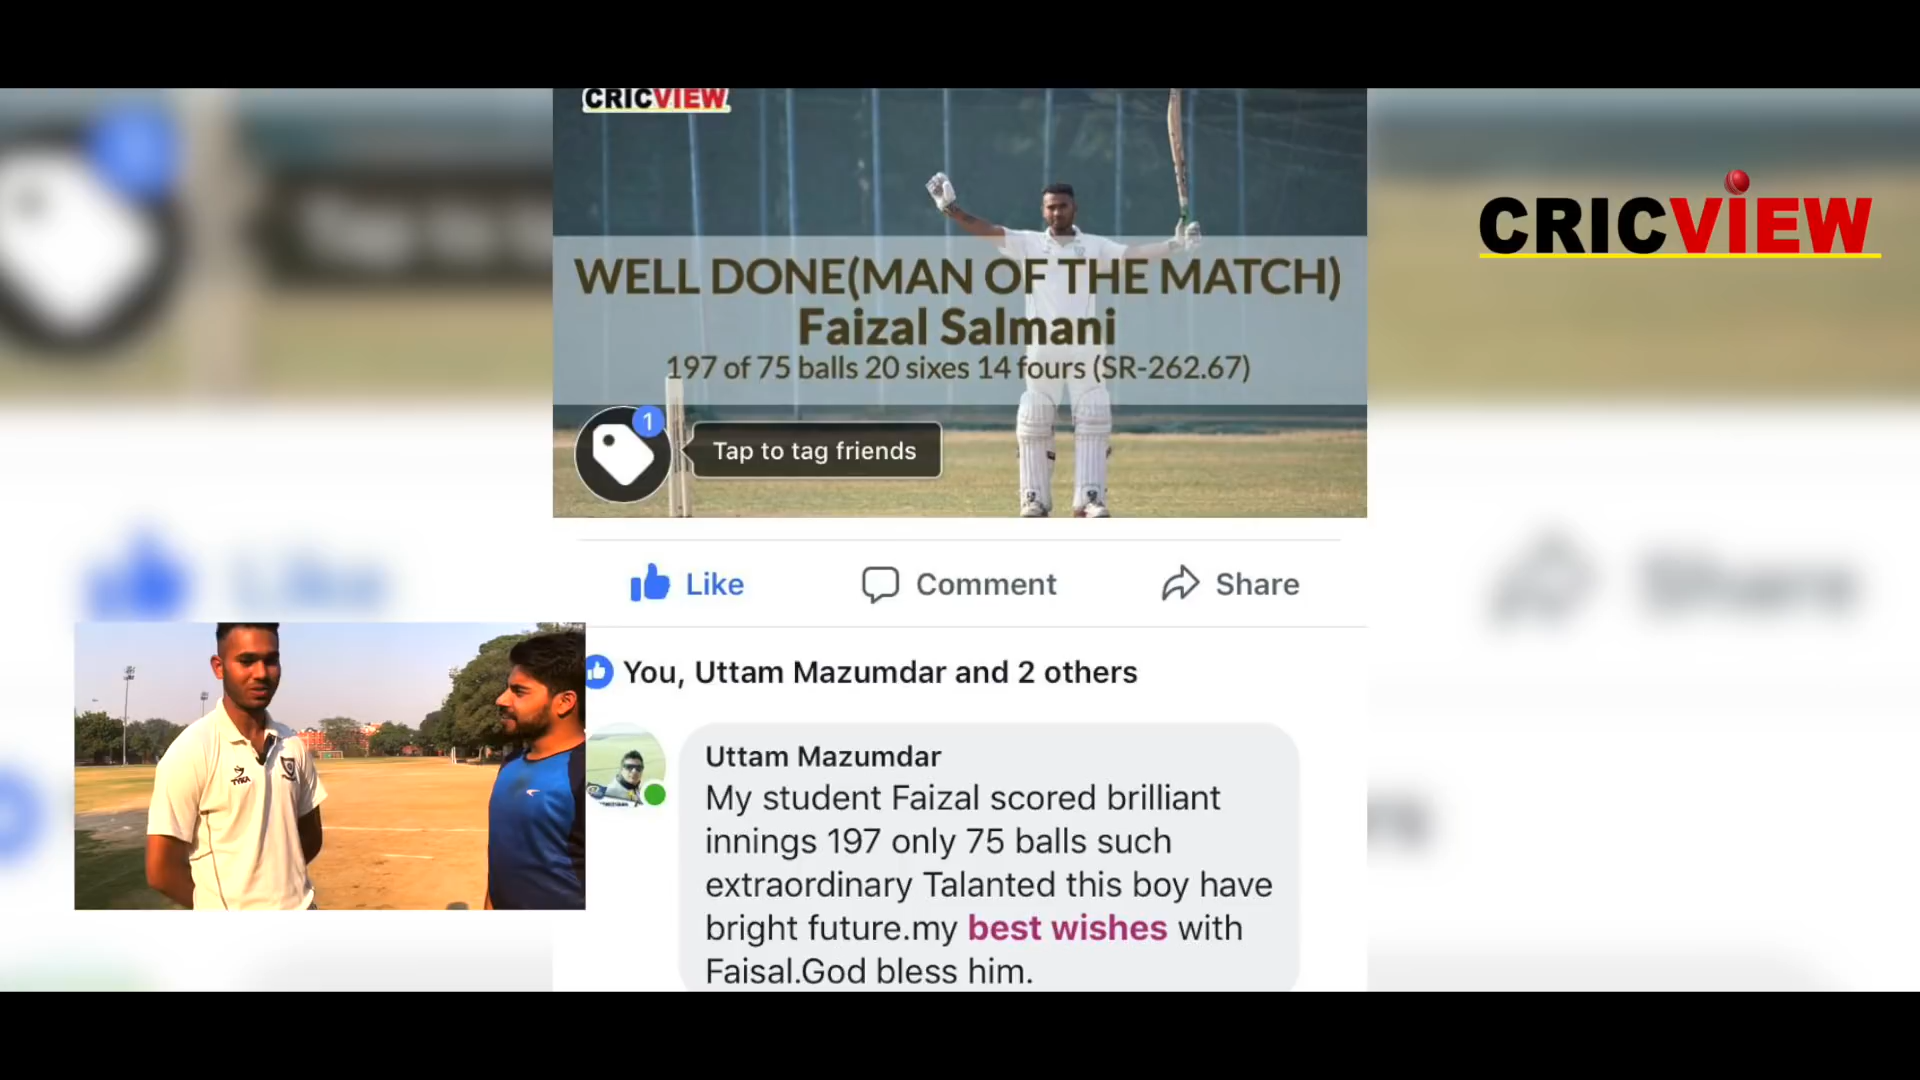 CRICVIEW
CRICVIEW
WELL DONE(MAN OF THE MATCH)
Faizal Salmani
197 of 75 balls 20 sixes 14 fours (SR-262.67)
1
Tap to tag friends
Like
Comment
Share
Like
Share
You, Uttam Mazumdar and 2 others
Uttam Mazumdar
My student Faizal scored brilliant
innings 197 only 75 balls such
extraordinary Talanted this boy have
bright future.my best wishes with
Faisal.God bless him.
TYKA